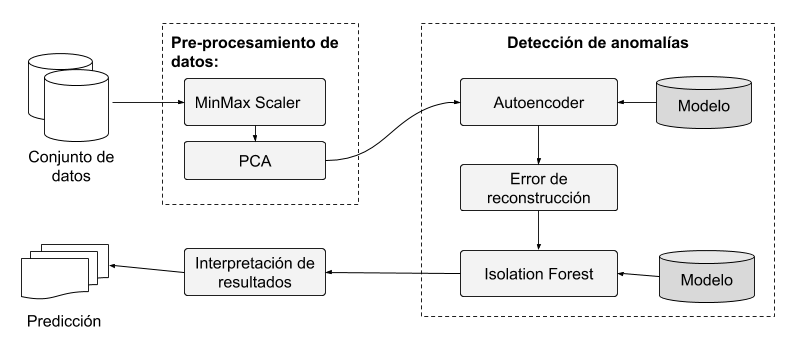 Pre-procesamiento de
datos:
MinMax Scaler
PCA
Conjunto de
datos
Detección de anomalías
Autoencoder
Modelo
Error de
reconstrucción
Isolation Forest
Modelo
Interpretación de
resultados
Predicción